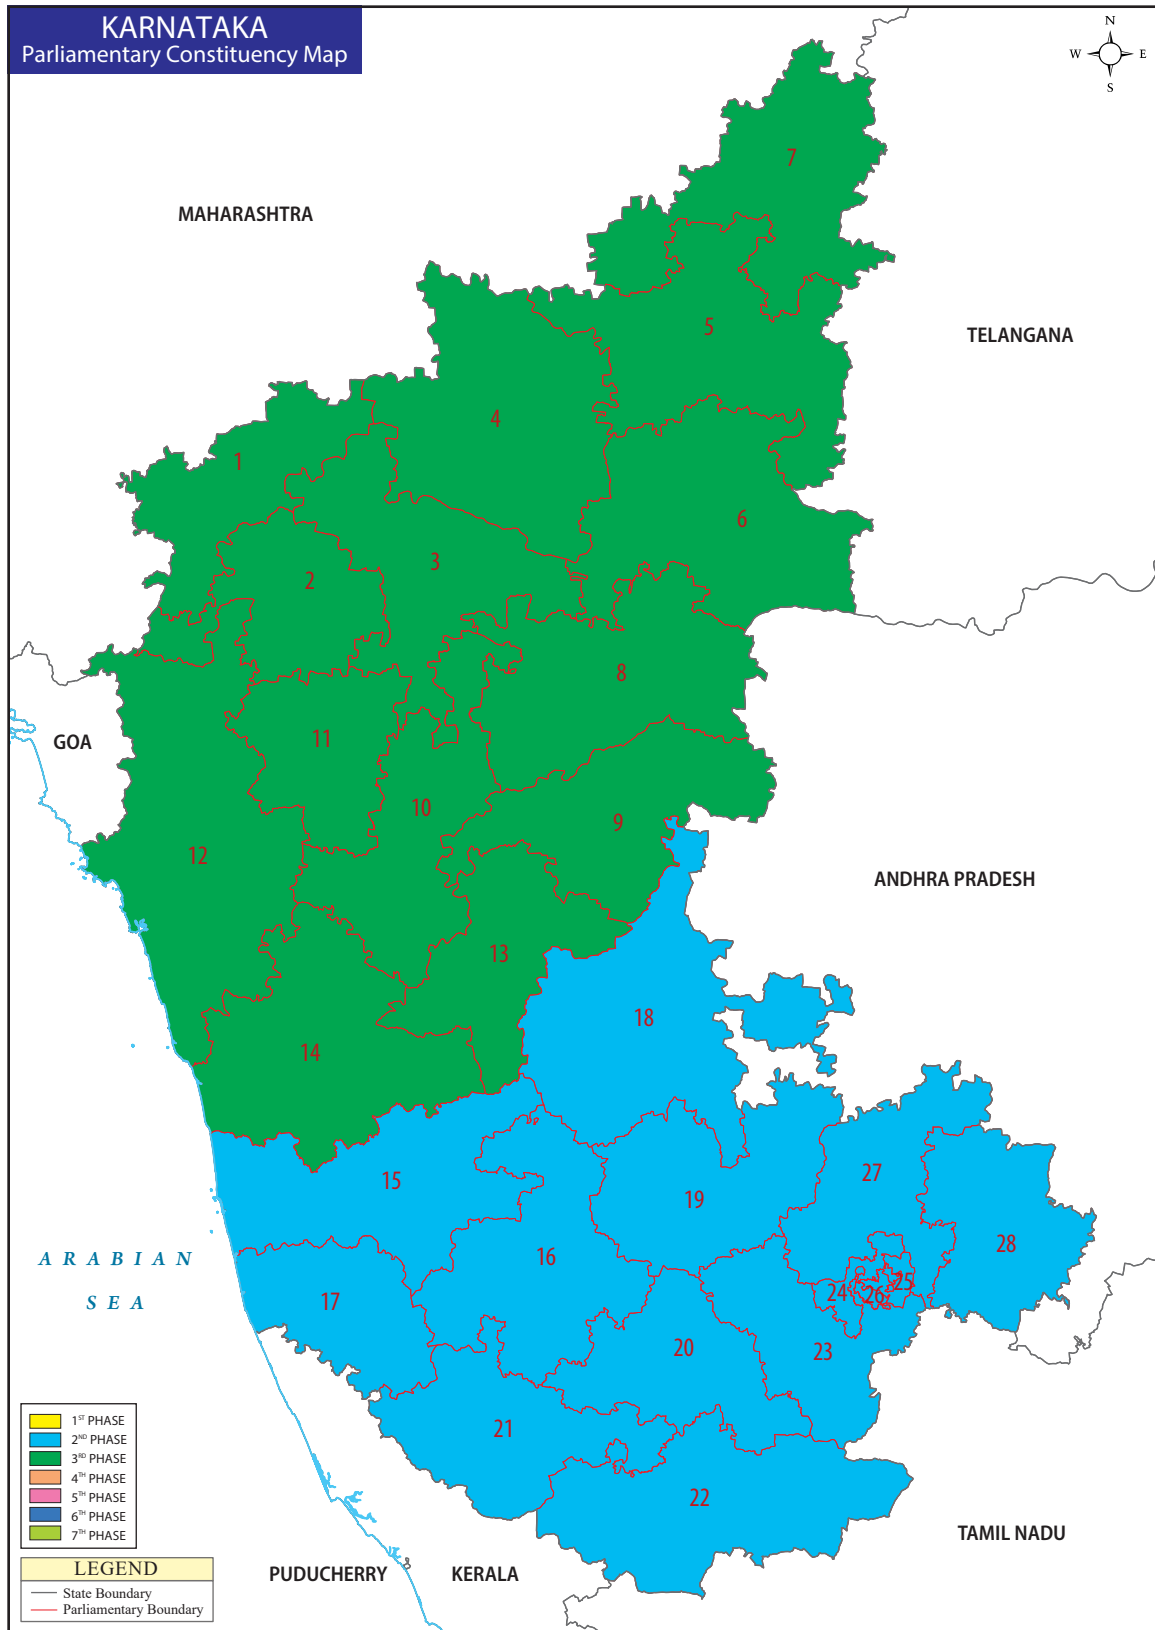 KARNATAKA
Parliamentary Constituency Map
N
W E
S
7
MAHARASHTRA
5
TELANGANA
4
1
6
3
2
8
11
GOA
10
9
12
ANDHRA PRADESH
13
18
14
27
15
19
28
16
ARABIAN
SEA
25
24
26
17
20
23
21
22
1ST PHASE
2ND PHASE
3RD PHASE
4TH PHASE
5TH PHASE
6TH PHASE
7TH PHASE
TAMIL NADU
LEGEND
State Boundary
Parliamentary Boundary
PUDUCHERRY
KERALA